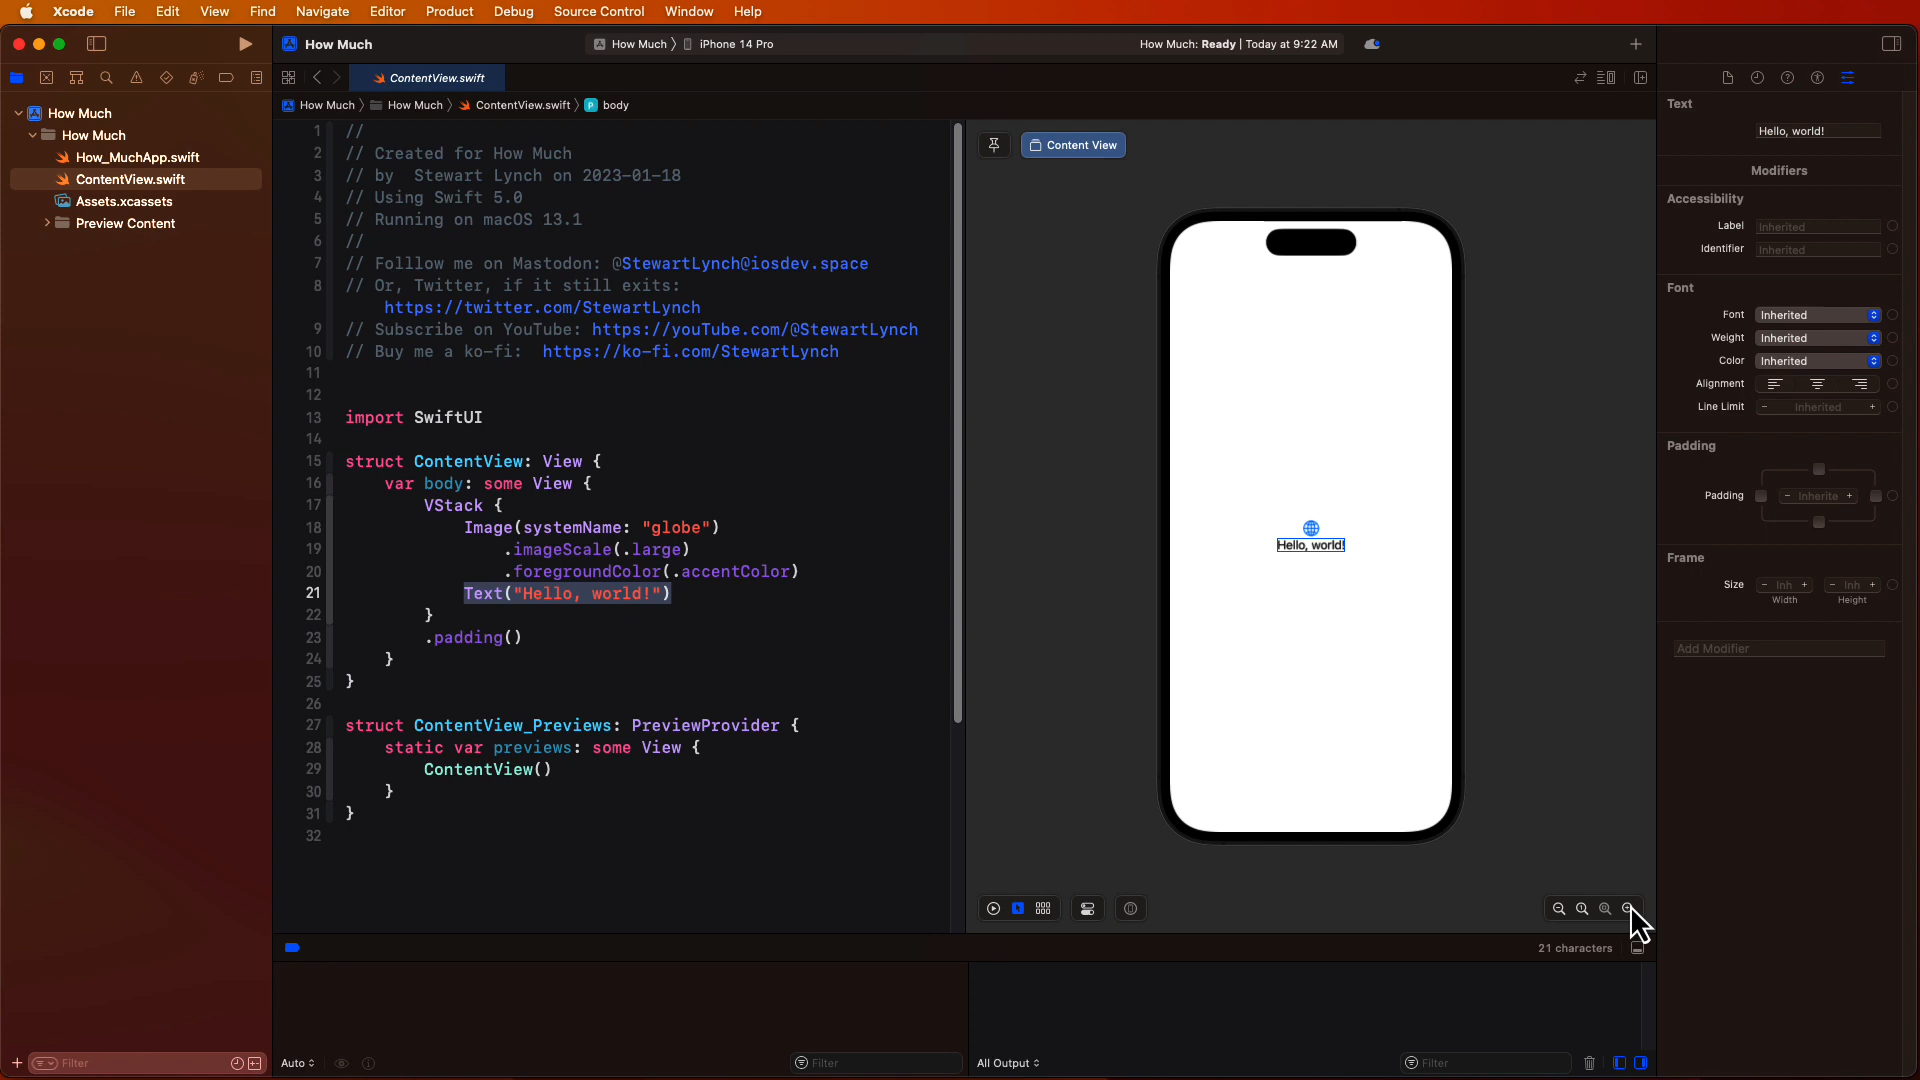 Xcode File Edit View Find Navigate Editor Product Debug Source Control Window Help
How Much
How Much
iPhone 14 Pro
How Much: Ready | Today at 9:22 AM
ContentView.swift
How Much
How Much
ContentView.swift
body
How Much
How Much
How_MuchApp.swift
ContentView.swift
Assets.xcassets
Preview Content
1 //
2 // Created for How Much
3 // by  Stewart Lynch on 2023-01-18
4 // Using Swift 5.0
5 // Running on macOS 13.1
6 //
7 // Folllow me on Mastodon: @StewartLynch@iosdev.space
8 // Or, Twitter, if it still exits:
https://twitter.com/StewartLynch
9 // Subscribe on YouTube: https://youTube.com/@StewartLynch
10 // Buy me a ko-fi:  https://ko-fi.com/StewartLynch
11
12
13 import SwiftUI
14
15 struct ContentView: View {
16 var body: some View {
17 VStack {
18 Image(systemName: "globe")
19 .imageScale(.large)
20 .foregroundColor(.accentColor)
21 Text("Hello, world!")
22 }
23 .padding()
24 }
25 }
26
27 struct ContentView_Previews: PreviewProvider {
28 static var previews: some View {
29 ContentView()
30 }
31 }
32
Content View
Hello, world!
21 characters
Text
Hello, world!
Modifiers
Accessibility
Label Inherited
Identifier Inherited
Font
Font Inherited
Weight Inherited
Color Inherited
Alignment
Line Limit - Inherited +
Padding
Padding - Inherite +
Frame
Size - Inh + - Inh +
Width Height
Add Modifier
Filter
Auto
Filter
All Output
Filter